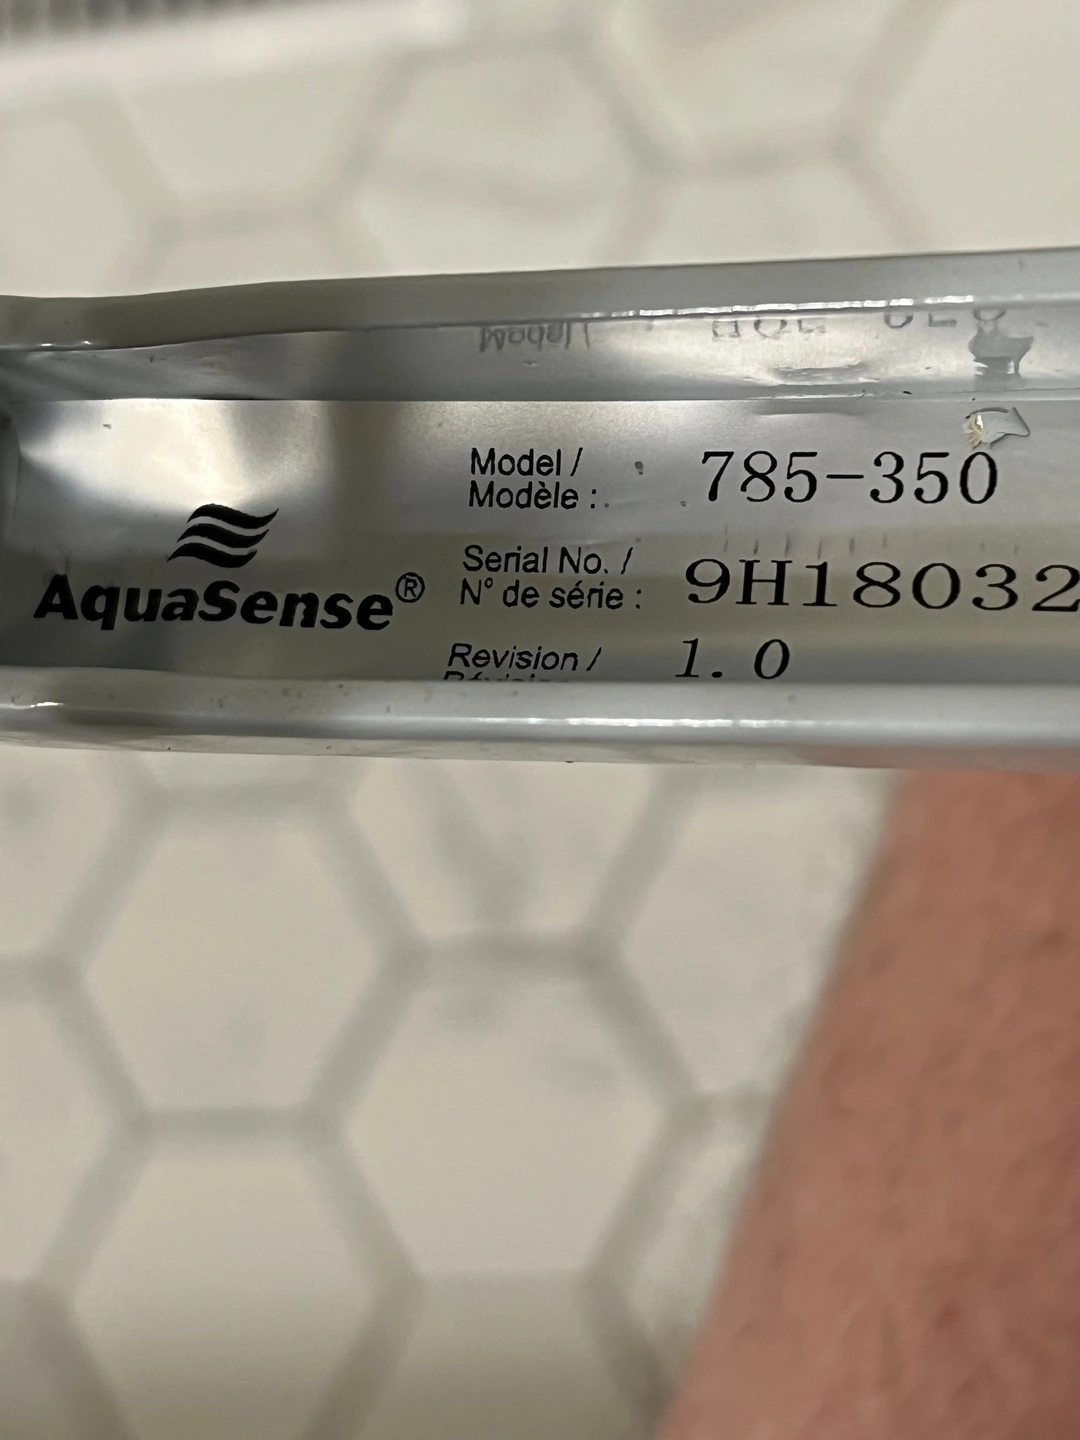 Model /
Modèle :
785-350
AquaSense®
Serial No. /
N° de série :
9H18032
Revision /
1.0